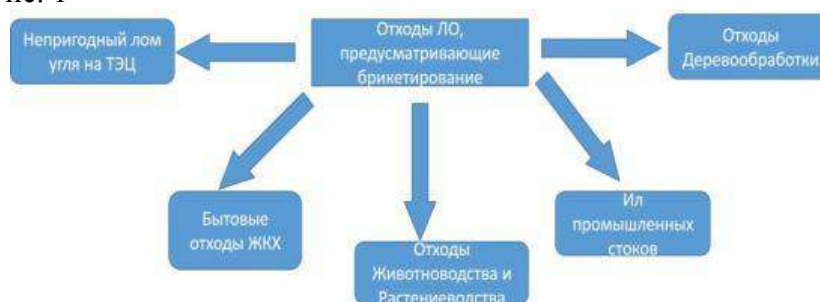 Отходы ЛО,
предусматривающие
брикетирование
Непригодный лом
угля на ТЭЦ
Отходы
Деревообработки
Бытовые
отходы ЖКХ
Отходы
Животноводства и
Растениеводства
Ил
промышленных
стоков